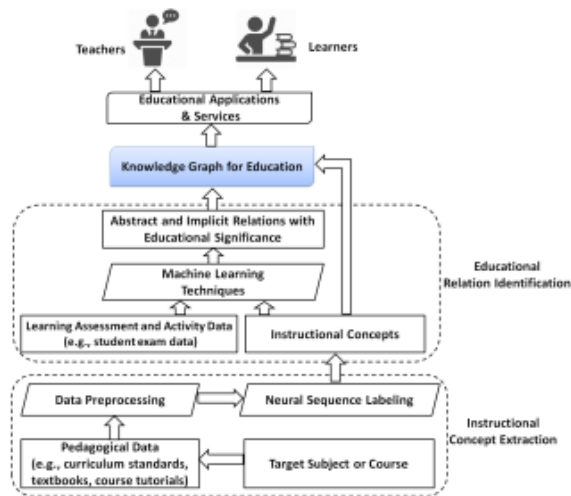 Teachers
Learners
Educational Applications
& Services
Knowledge Graph for Education
Abstract and Implicit Relations with
Educational Significance
Machine Learning
Techniques
Educational
Relation Identification
Learning Assessment and Activity Data
(e.g., student exam data)
Instructional Concepts
Data Preprocessing
Neural Sequence Labeling
Instructional
Concept Extraction
Pedagogical Data
(e.g., curriculum standards,
textbooks, course tutorials)
Target Subject or Course